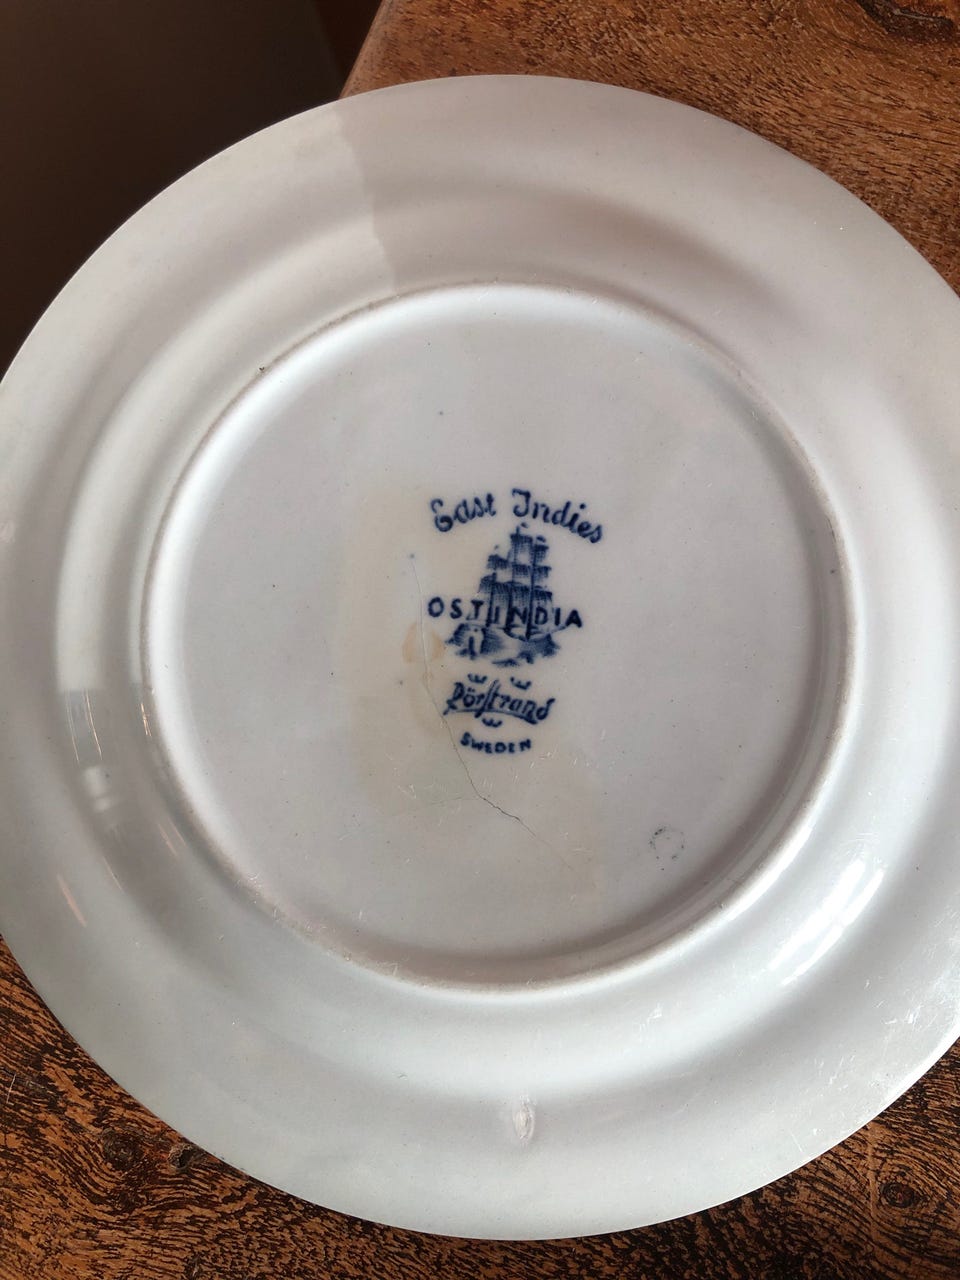 East Indies
OSTINDIA
Rörstrand
SWEDEN